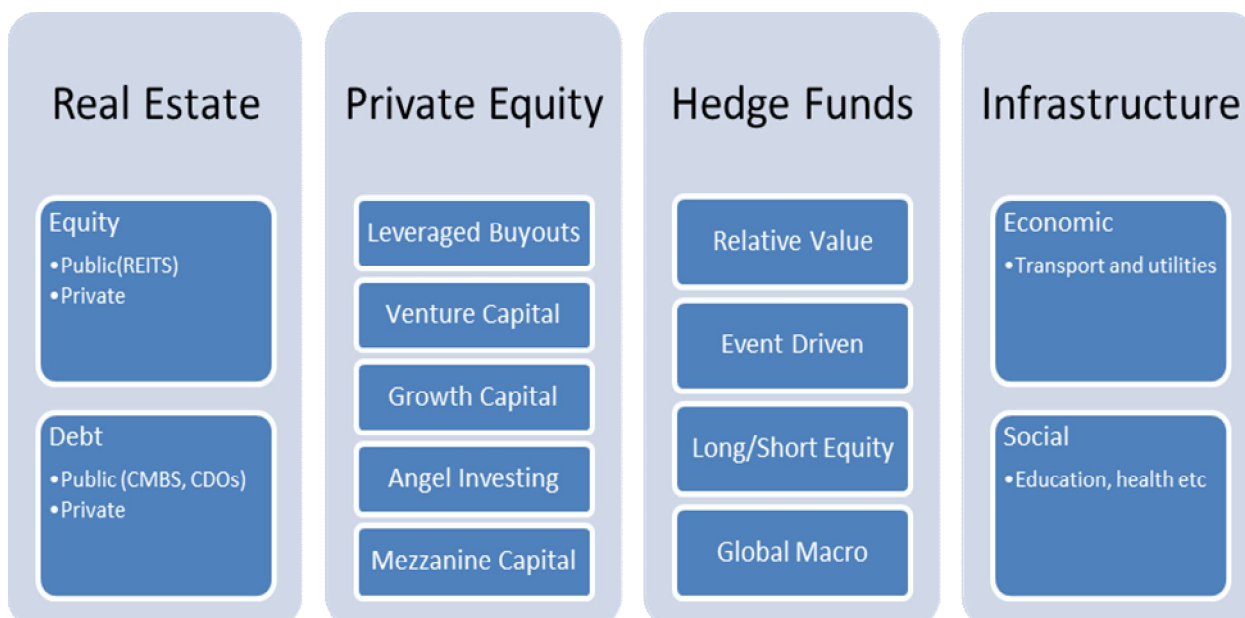 Real Estate
Equity
•Public(REITS)
•Private
Debt
•Public (CMBS, CDOs)
•Private
Private Equity
Leveraged Buyouts
Venture Capital
Growth Capital
Angel Investing
Mezzanine Capital
Hedge Funds
Relative Value
Event Driven
Long/Short Equity
Global Macro
Infrastructure
Economic
•Transport and utilities
Social
•Education, health etc